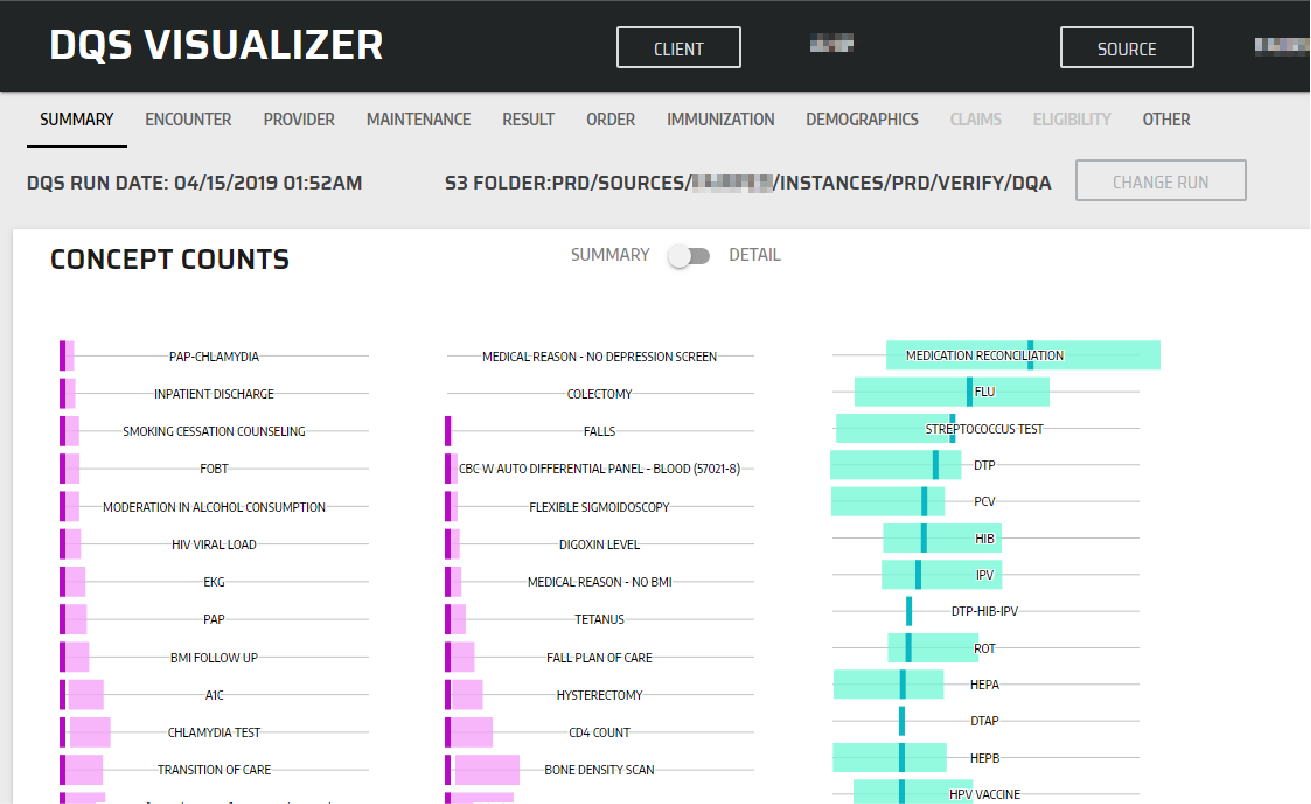 DQS VISUALIZER
CLIENT
SOURCE
SUMMARY ENCOUNTER PROVIDER MAINTENANCE RESULT ORDER IMMUNIZATION DEMOGRAPHICS CLAIMS ELIGIBILITY OTHER
DQS RUN DATE: 04/15/2019 01:52AM
S3 FOLDER:PRD/SOURCES/ /INSTANCES/PRD/VERIFY/DQA
CHANGE RUN
CONCEPT COUNTS
SUMMARY DETAIL
PAP-CHLAMYDIA
INPATIENT DISCHARGE
SMOKING CESSATION COUNSELING
FOBT
MODERATION IN ALCOHOL CONSUMPTION
HIV VIRAL LOAD
EKG
PAP
BMI FOLLOW UP
A1C
CHLAMYDIA TEST
TRANSITION OF CARE
MEDICAL REASON - NO DEPRESSION SCREEN
COLECTOMY
FALLS
CBC W AUTO DIFFERENTIAL PANEL - BLOOD (57021-8)
FLEXIBLE SIGMOIDOSCOPY
DIGOXIN LEVEL
MEDICAL REASON - NO BMI
TETANUS
FALL PLAN OF CARE
HYSTERECTOMY
CD4 COUNT
BONE DENSITY SCAN
MEDICATION RECONCILIATION
FLU
STREPTOCOCCUS TEST
DTP
PCV
HIB
IPV
DTP-HIB-IPV
ROT
HEPA
DTAP
HEPB
HPV VACCINE